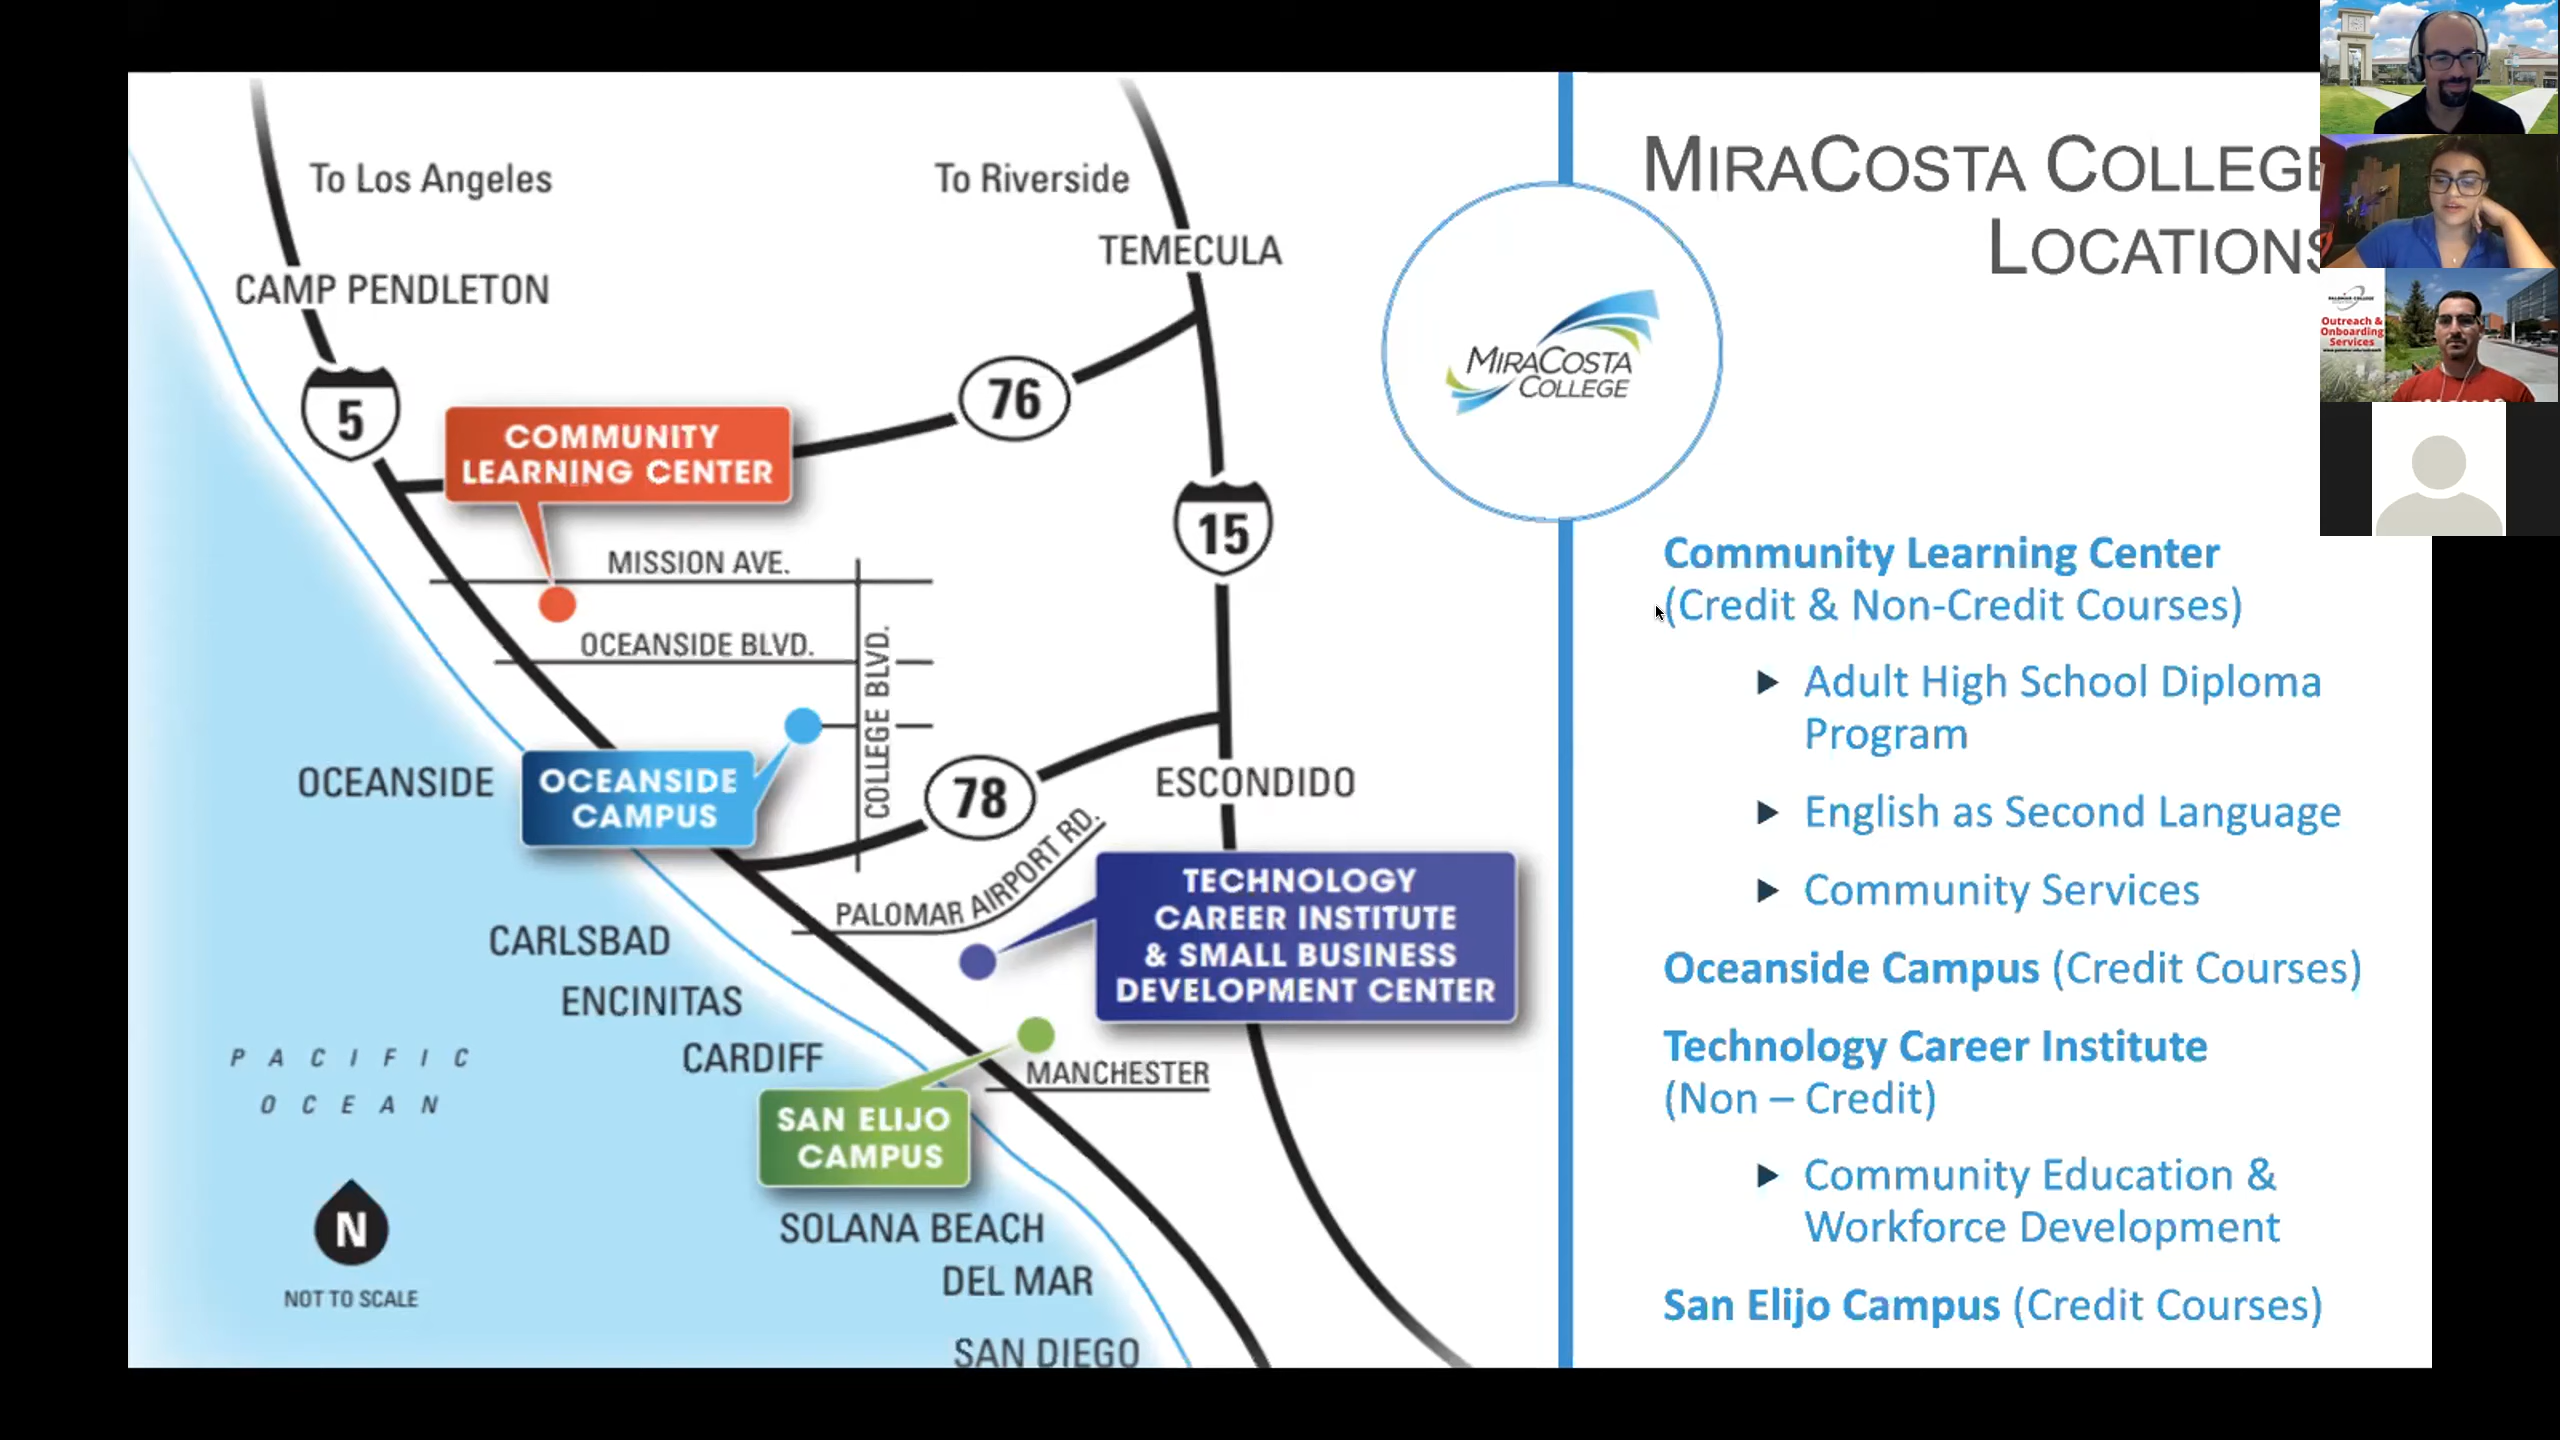 To Los Angeles
To Riverside
TEMECULA
CAMP PENDLETON
5
76
COMMUNITY
LEARNING CENTER
15
MISSION AVE.
OCEANSIDE BLVD.
COLLEGE BLVD.
OCEANSIDE
OCEANSIDE
CAMPUS
78
ESCONDIDO
PALOMAR AIRPORT RD.
TECHNOLOGY
CAREER INSTITUTE
& SMALL BUSINESS
DEVELOPMENT CENTER
CARLSBAD
ENCINITAS
CARDIFF
PACIFIC
OCEAN
MANCHESTER
SAN ELIJO
CAMPUS
SOLANA BEACH
DEL MAR
SAN DIEGO
N
NOT TO SCALE
MIRACOSTA
COLLEGE
MIRACOSTA COLLEGE
LOCATIONS
Community Learning Center
(Credit & Non-Credit Courses)
Adult High School Diploma
Program
English as Second Language
Community Services
Oceanside Campus (Credit Courses)
Technology Career Institute
(Non – Credit)
Community Education &
Workforce Development
San Elijo Campus (Credit Courses)
PALOMAR COLLEGE
Outreach &
Onboarding
Services